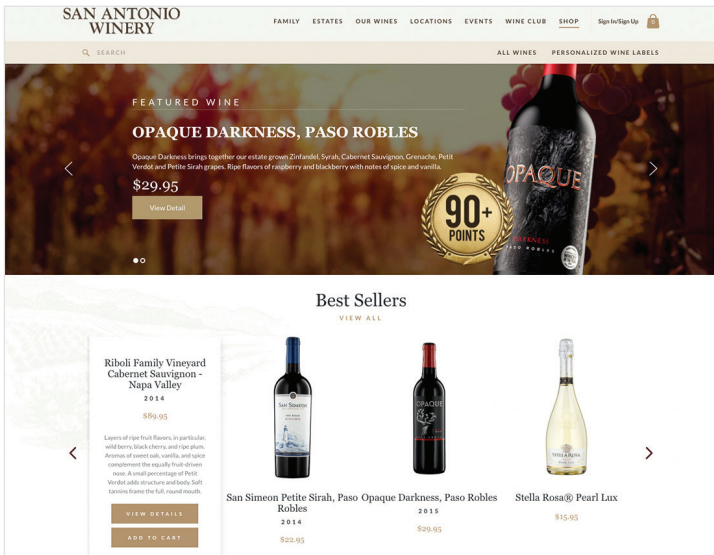 SAN ANTONIO
WINERY
FAMILY ESTATES OUR WINES LOCATIONS EVENTS WINE CLUB SHOP Sign In/Sign Up 0
SEARCH
ALL WINES PERSONALIZED WINE LABELS
FEATURED WINE
OPAQUE DARKNESS, PASO ROBLES
Opaque Darkness brings together our estate grown Zinfandel, Syrah, Cabernet Sauvignon, Grenache, Petit
Verdot and Petite Sirah grapes. Ripe flavors of raspberry and blackberry with notes of spice and vanilla.
$29.95
View Detail
90+
POINTS
OPAQUE
DARKNESS
PASO ROBLES
Best Sellers
VIEW ALL
Riboli Family Vineyard
Cabernet Sauvignon -
Napa Valley
2014
$89.95
Layers of ripe fruit flavors, in particular,
wild berry, black cherry, and ripe plum.
Aromas of sweet oak, vanilla, and spice
complement the equally fruit-driven
nose. A small percentage of Petit
Verdot adds structure and body. Soft
tannins frame the full, round mouth.
VIEW DETAILS
ADD TO CART
SAN SIMEON
San Simeon Petite Sirah, Paso
Robles
2014
$22.95
OPAQUE
Opaque Darkness, Paso Robles
2015
$29.95
STELLA ROSA
Stella Rosa® Pearl Lux
$15.95